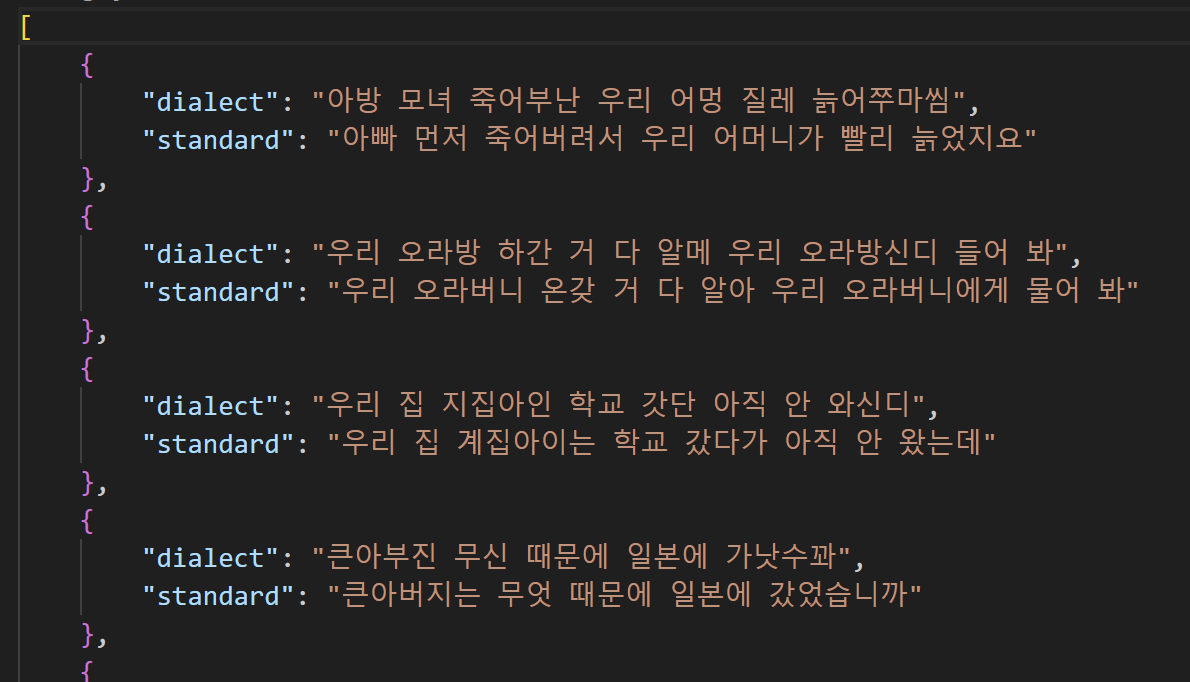 [
{
"dialect": "아방 모녀 죽어부난 우리 어멍 질레 늙어쭈마씸",
"standard": "아빠 먼저 죽어버려서 우리 어머니가 빨리 늙었지요"
},
{
"dialect": "우리 오라방 하간 거 다 알메 우리 오라방신디 들어 봐",
"standard": "우리 오라버니 온갖 거 다 알아 우리 오라버니에게 물어 봐"
},
{
"dialect": "우리 집 지집아인 학교 갓단 아직 안 와신디",
"standard": "우리 집 계집아이는 학교 갔다가 아직 안 왔는데"
},
{
"dialect": "큰아부진 무신 때문에 일본에 가낫수꽈",
"standard": "큰아버지는 무엇 때문에 일본에 갔었습니까"
},
{